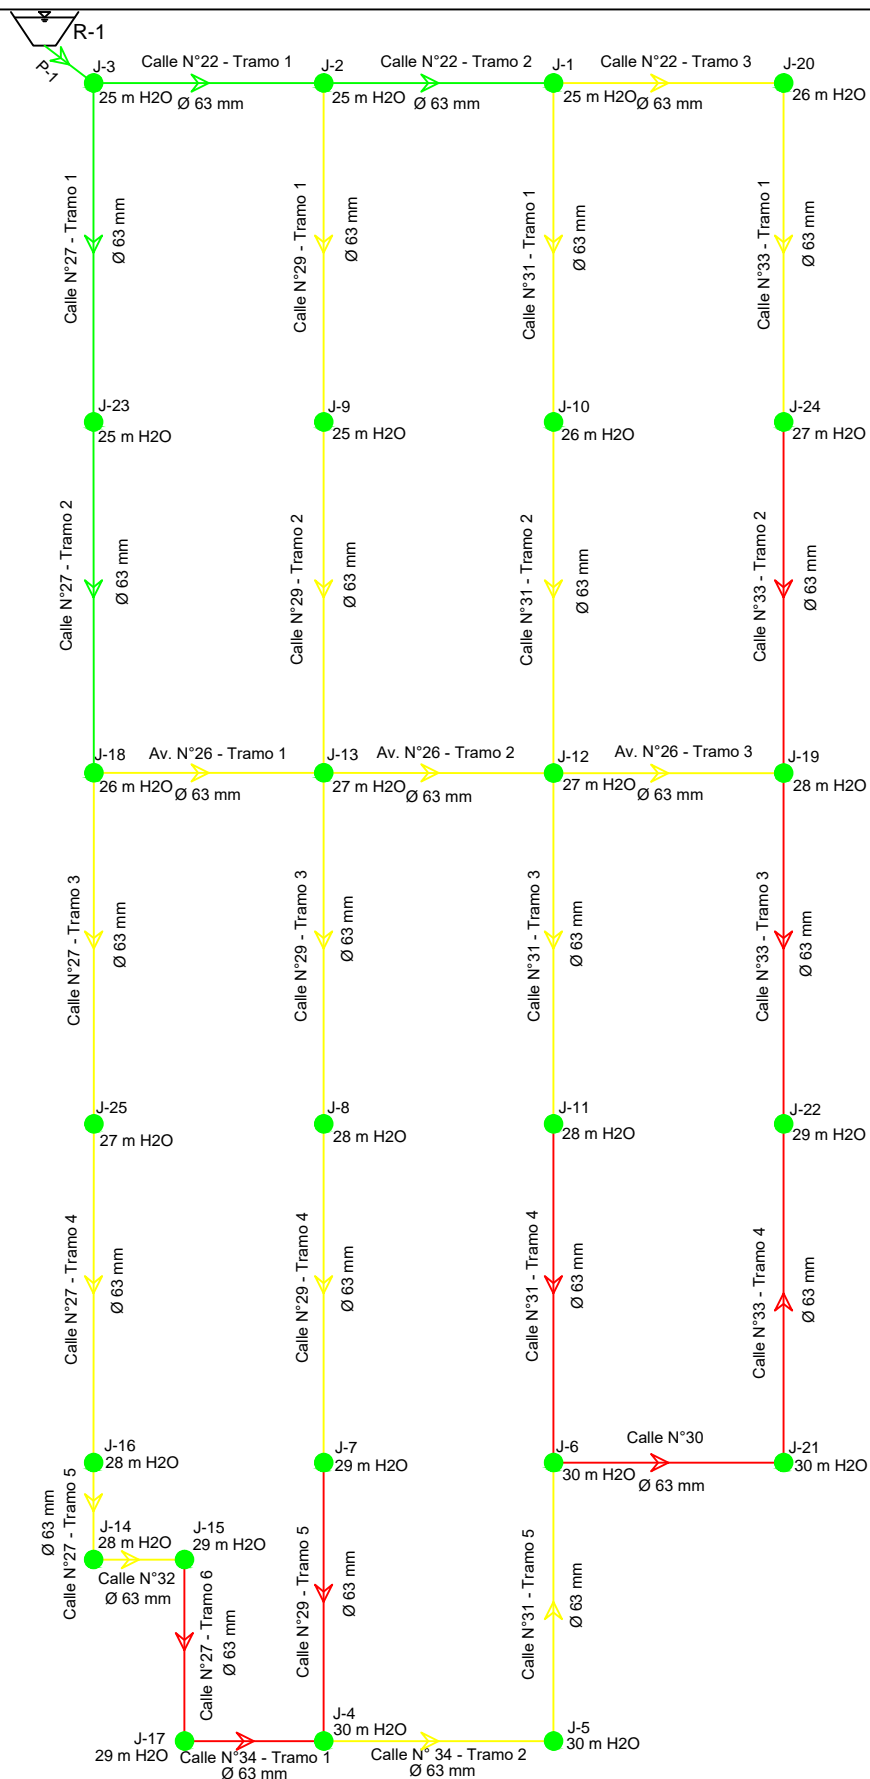 R-1
P-1
J-3
Calle N°22 - Tramo 1
J-2
Calle N°22 - Tramo 2
J-1
Calle N°22 - Tramo 3
J-20
25 m H2O
Ø 63 mm
25 m H2O
Ø 63 mm
25 m H2O
Ø 63 mm
26 m H2O
Calle N°27 - Tramo 1
Ø 63 mm
Calle N°29 - Tramo 1
Ø 63 mm
Calle N°31 - Tramo 1
Ø 63 mm
Calle N°33 - Tramo 1
Ø 63 mm
J-23
25 m H2O
J-9
25 m H2O
J-10
26 m H2O
J-24
27 m H2O
Calle N°27 - Tramo 2
Ø 63 mm
Calle N°29 - Tramo 2
Ø 63 mm
Calle N°31 - Tramo 2
Ø 63 mm
Calle N°33 - Tramo 2
Ø 63 mm
J-18
Av. N°26 - Tramo 1
J-13
Av. N°26 - Tramo 2
J-12
Av. N°26 - Tramo 3
J-19
26 m H2O
Ø 63 mm
27 m H2O
Ø 63 mm
27 m H2O
Ø 63 mm
28 m H2O
Calle N°27 - Tramo 3
Ø 63 mm
Calle N°29 - Tramo 3
Ø 63 mm
Calle N°31 - Tramo 3
Ø 63 mm
Calle N°33 - Tramo 3
Ø 63 mm
J-25
27 m H2O
J-8
28 m H2O
J-11
28 m H2O
J-22
29 m H2O
Calle N°27 - Tramo 4
Ø 63 mm
Calle N°29 - Tramo 4
Ø 63 mm
Calle N°31 - Tramo 4
Ø 63 mm
Calle N°33 - Tramo 4
Ø 63 mm
J-16
28 m H2O
J-7
29 m H2O
J-6
30 m H2O
Calle N°30
Ø 63 mm
J-21
30 m H2O
Ø 63 mm
Calle N°27 - Tramo 5
J-14
28 m H2O
J-15
29 m H2O
Calle N°32
Ø 63 mm
Calle N°27 - Tramo 6
Ø 63 mm
Calle N°29 - Tramo 5
Ø 63 mm
Calle N°31 - Tramo 5
Ø 63 mm
J-17
29 m H2O
Calle N°34 - Tramo 1
Ø 63 mm
J-4
30 m H2O
Calle N° 34 - Tramo 2
Ø 63 mm
J-5
30 m H2O